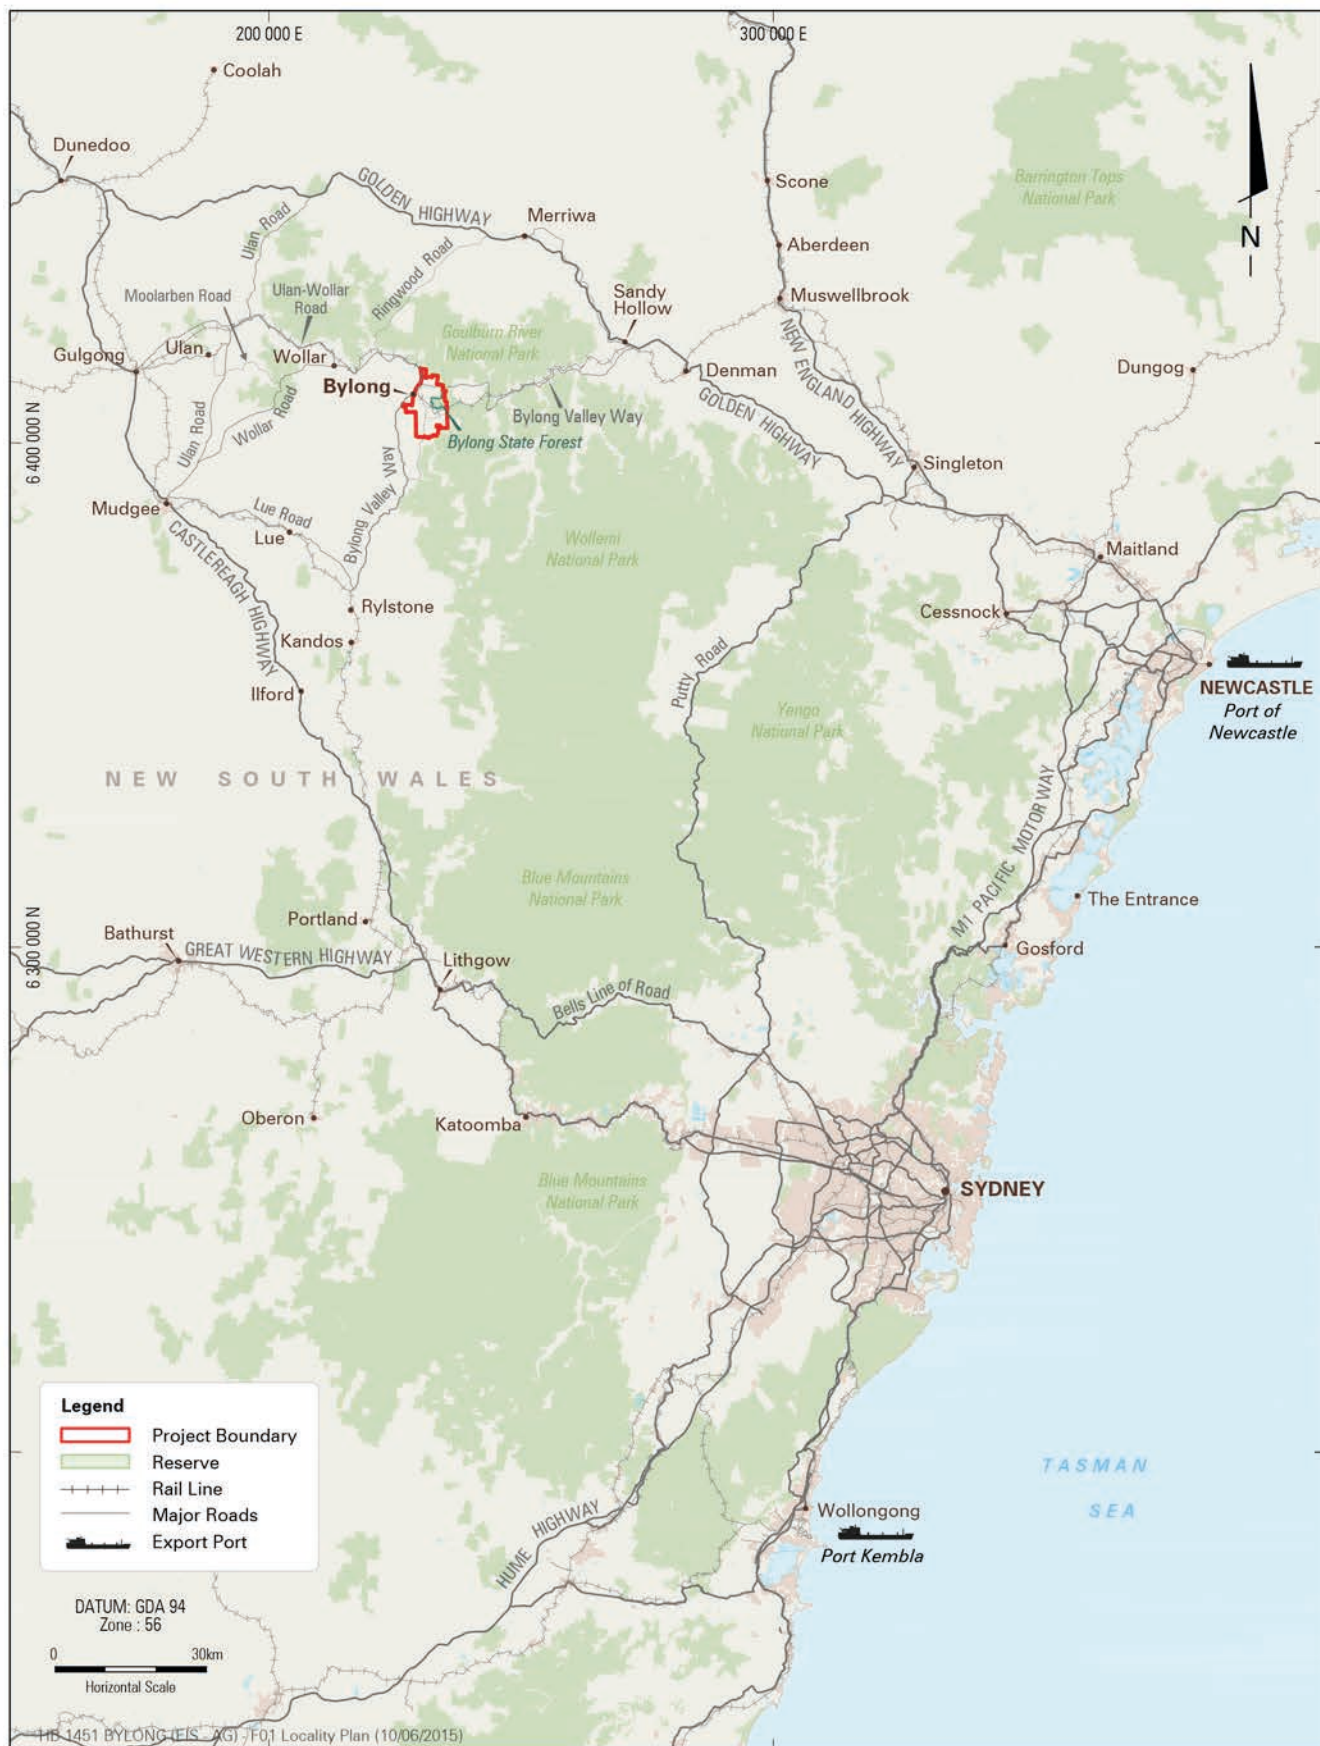 200 000 E
300 000 E
Coolah
Dunedoo
GOLDEN HIGHWAY
Scone
Barrington Tops
National Park
N
Merriwa
Ulan Road
Ringwood Road
Aberdeen
Moolarben Road
Ulan-Wollar
Road
Sandy
Hollow
Muswellbrook
Goulburn River
National Park
NEW ENGLAND HIGHWAY
Gulgong
Ulan
Wollar
Denman
Dungog
Bylong
Bylong Valley Way
GOLDEN HIGHWAY
Ulan Road
Wollar Road
Bylong State Forest
6 400 000 N
Singleton
Mudgee
Lue Road
Lue
Bylong Valley Way
CASTLEREAGH HIGHWAY
Wollemi
National Park
Maitland
Rylstone
Cessnock
Kandos
Putty Road
Ilford
NEWCASTLE
Port of
Newcastle
Yengo
National Park
NEW SOUTH WALES
M1 PACIFIC MOTORWAY
Blue Mountains
National Park
The Entrance
Portland
Bathurst
GREAT WESTERN HIGHWAY
6 300 000 N
Gosford
Lithgow
Bells Line of Road
Oberon
Katoomba
Blue Mountains
National Park
SYDNEY
Legend
Project Boundary
Reserve
Rail Line
Major Roads
Export Port
TASMAN
SEA
HUME HIGHWAY
Wollongong
Port Kembla
DATUM: GDA 94
Zone : 56
0 30km
Horizontal Scale
HB 1451 BYLONG (EIS - AG) - F01 Locality Plan (10/06/2015)